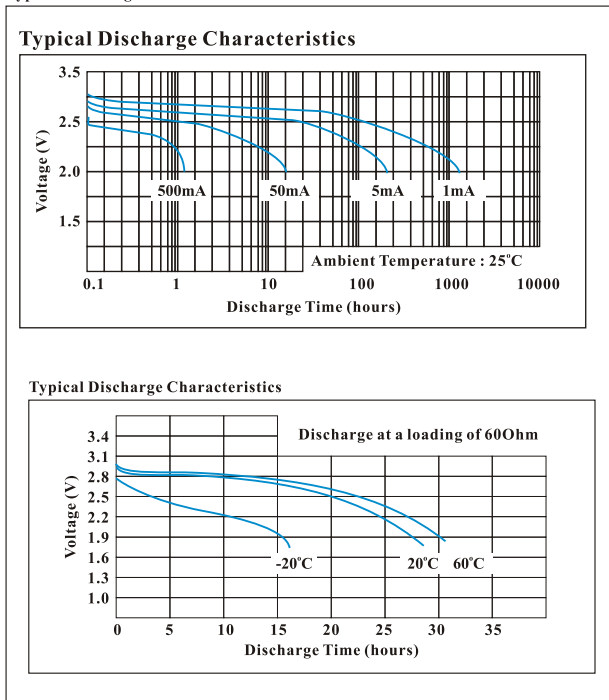 Typical Discharge Characteristics
3.5
2.5
2.0
1.5
Voltage (V)
500mA 50mA 5mA 1mA
Ambient Temperature : 25°C
0.1 1 10 100 1000 10000
Discharge Time (hours)
Typical Discharge Characteristics
Discharge at a loading of 60Ohm
3.4
3.1
2.8
2.5
2.2
1.9
1.6
1.3
1.0
Voltage (V)
-20°C 20°C 60°C
0 5 10 15 20 25 30 35
Discharge Time (hours)